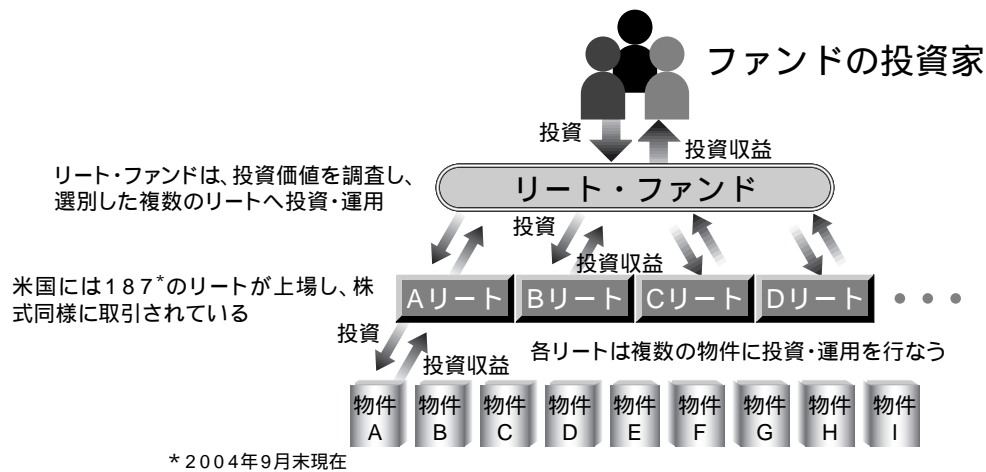 ファンドの投資家
投資
投資収益
リート・ファンドは、投資価値を調査し、
選別した複数のリートへ投資・運用
リート・ファンド
投資
投資収益
米国には187*のリートが上場し、株
式同様に取引されている
Aリート
Bリート
Cリート
Dリート
・・・
投資
投資収益
各リートは複数の物件に投資・運用を行なう
物件
A
物件
B
物件
C
物件
D
物件
E
物件
F
物件
G
物件
H
物件
I
*2004年9月末現在